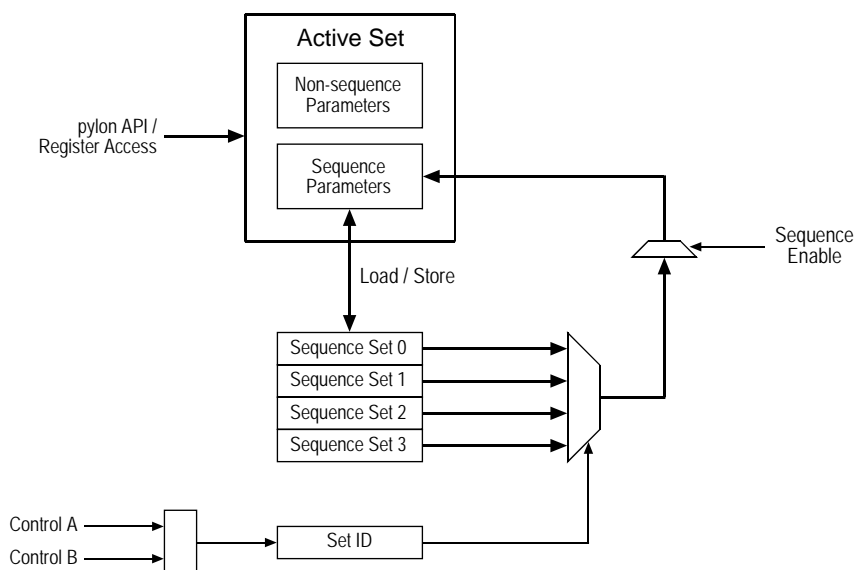 Active Set
Non-sequence
Parameters
pylon API /
Register Access
Sequence
Parameters
Sequence
Enable
Load / Store
Sequence Set 0
Sequence Set 1
Sequence Set 2
Sequence Set 3
Control A
Set ID
Control B